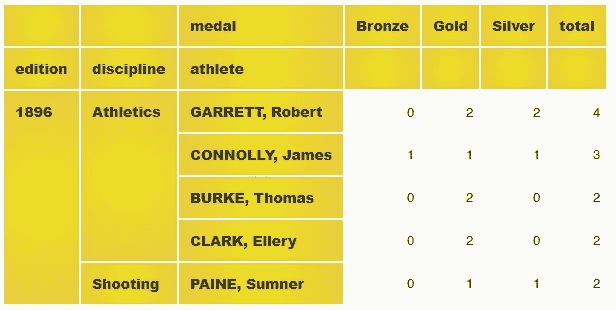 medal Bronze Gold Silver total
edition discipline athlete
1896 Athletics GARRETT, Robert 0 2 2 4
CONNOLLY, James 1 1 1 3
BURKE, Thomas 0 2 0 2
CLARK, Ellery 0 2 0 2
Shooting PAINE, Sumner 0 1 1 2